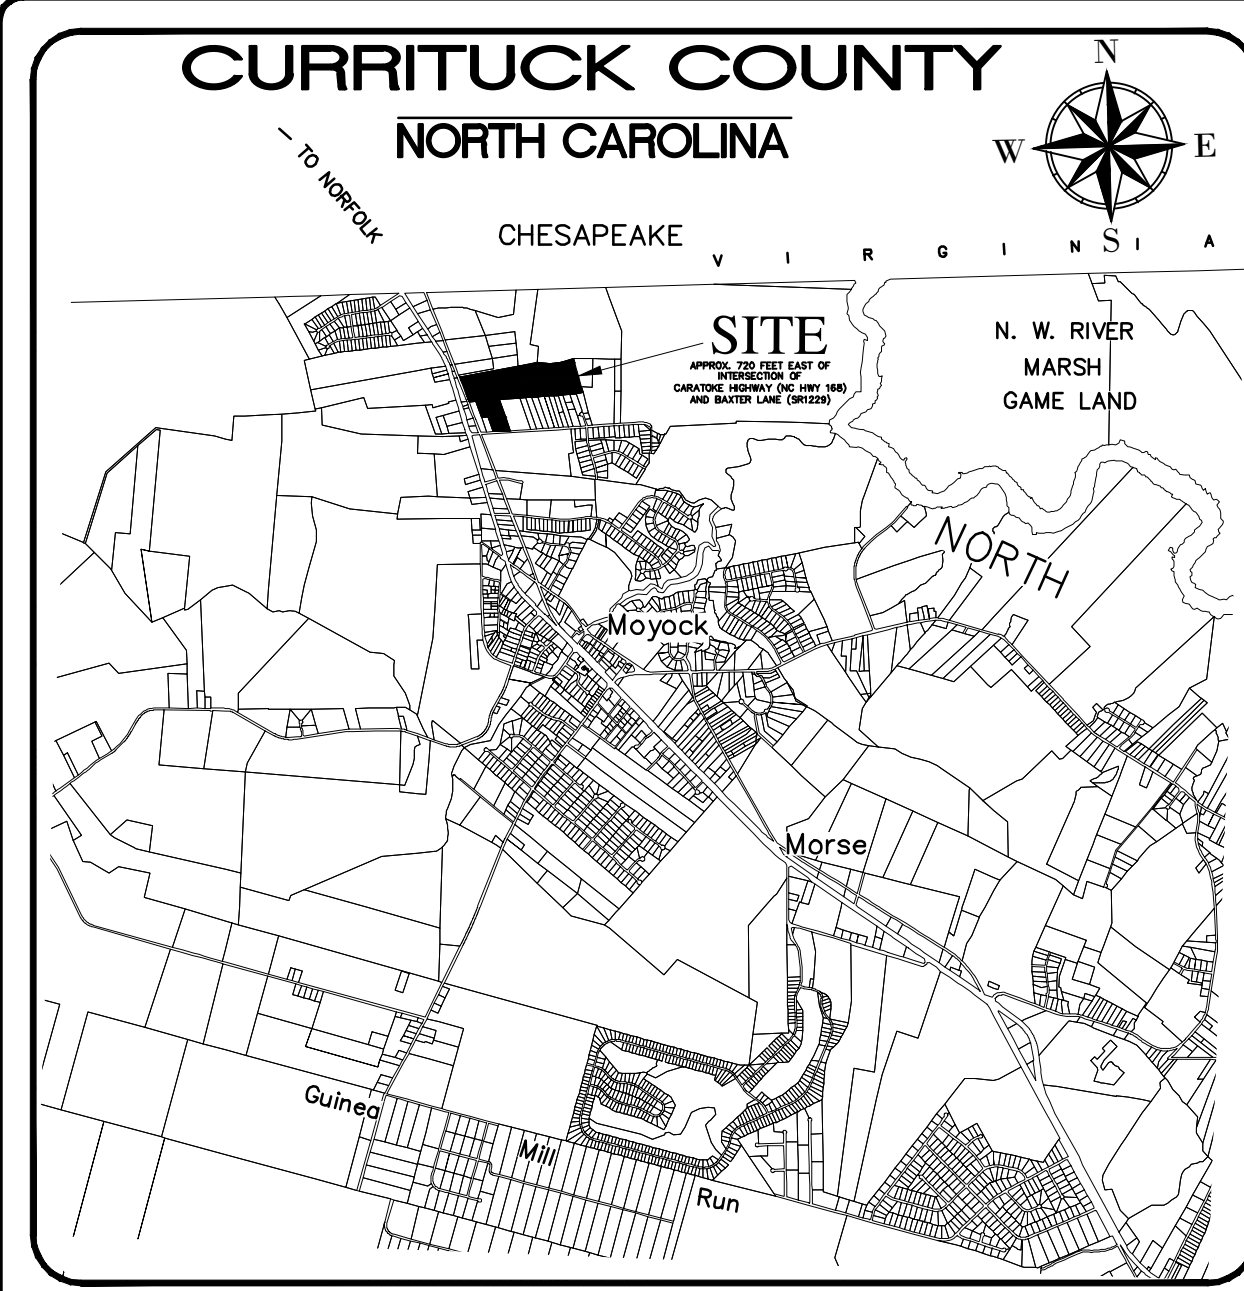 CURRITUCK COUNTY
NORTH CAROLINA
N
W
E
S
— TO NORFOLK
CHESAPEAKE
V I R G I N I A
SITE
APPROX. 720 FEET EAST OF
INTERSECTION OF
CARATOKE HIGHWAY (NC HWY 168)
AND BAXTER LANE (SR1229)
N. W. RIVER
MARSH
GAME LAND
NORTH
Moyock
Morse
Guinea
Mill
Run